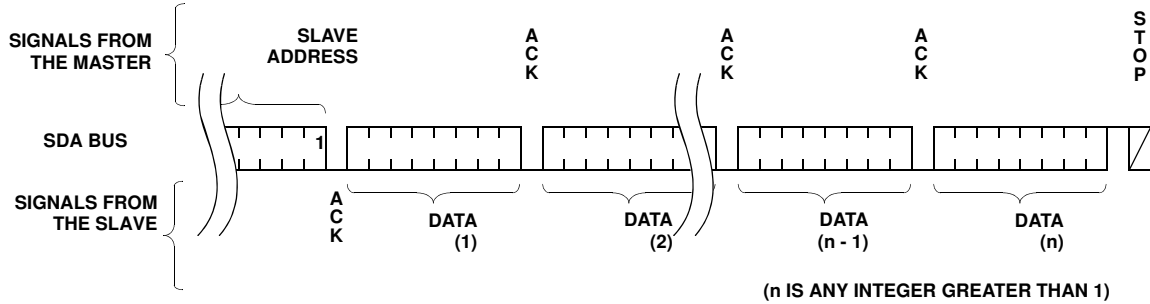 SIGNALS FROM
THE MASTER
SLAVE
ADDRESS
A
C
K
A
C
K
A
C
K
S
T
O
P
SDA BUS
1
SIGNALS FROM
THE SLAVE
A
C
K
DATA
(1)
DATA
(2)
DATA
(n - 1)
DATA
(n)
(n IS ANY INTEGER GREATER THAN 1)